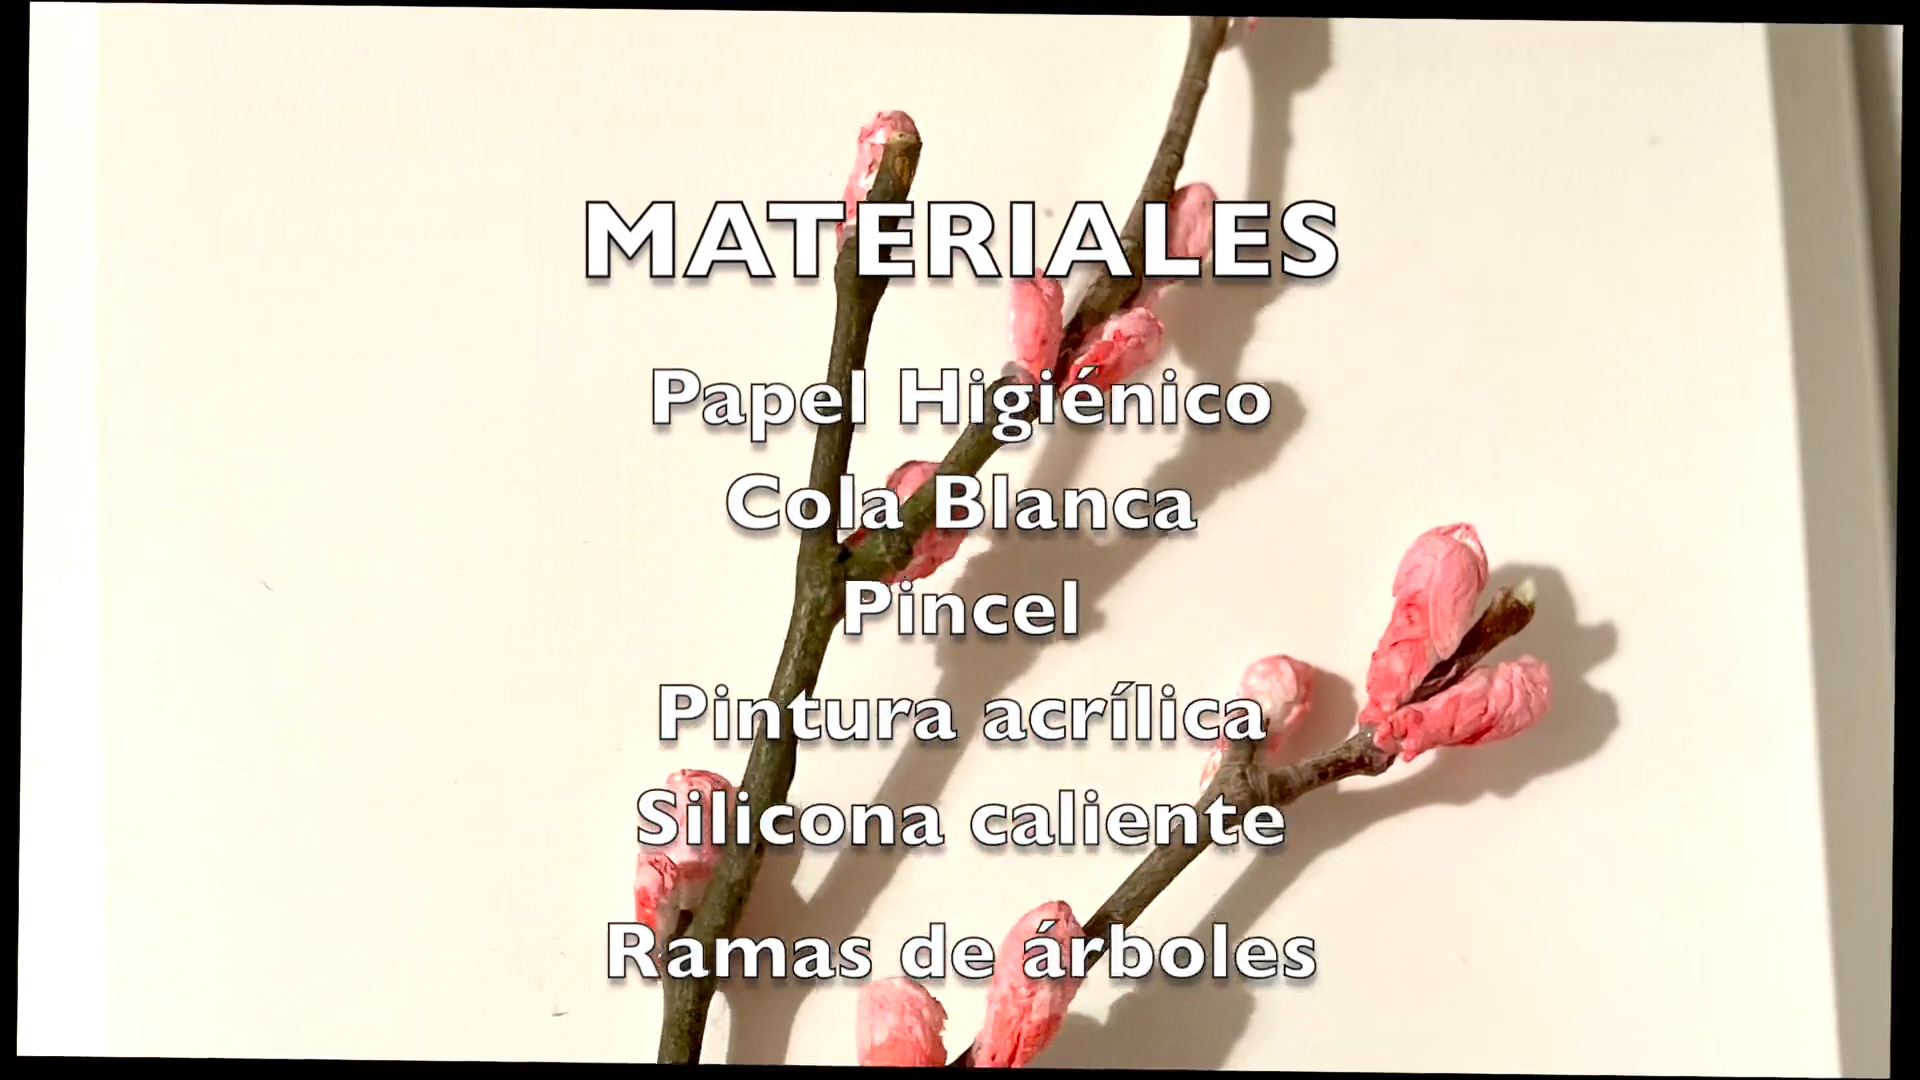 MATERIALES
Papel Higiénico
Cola Blanca
Pincel
Pintura acrílica
Silicona caliente
Ramas de árboles